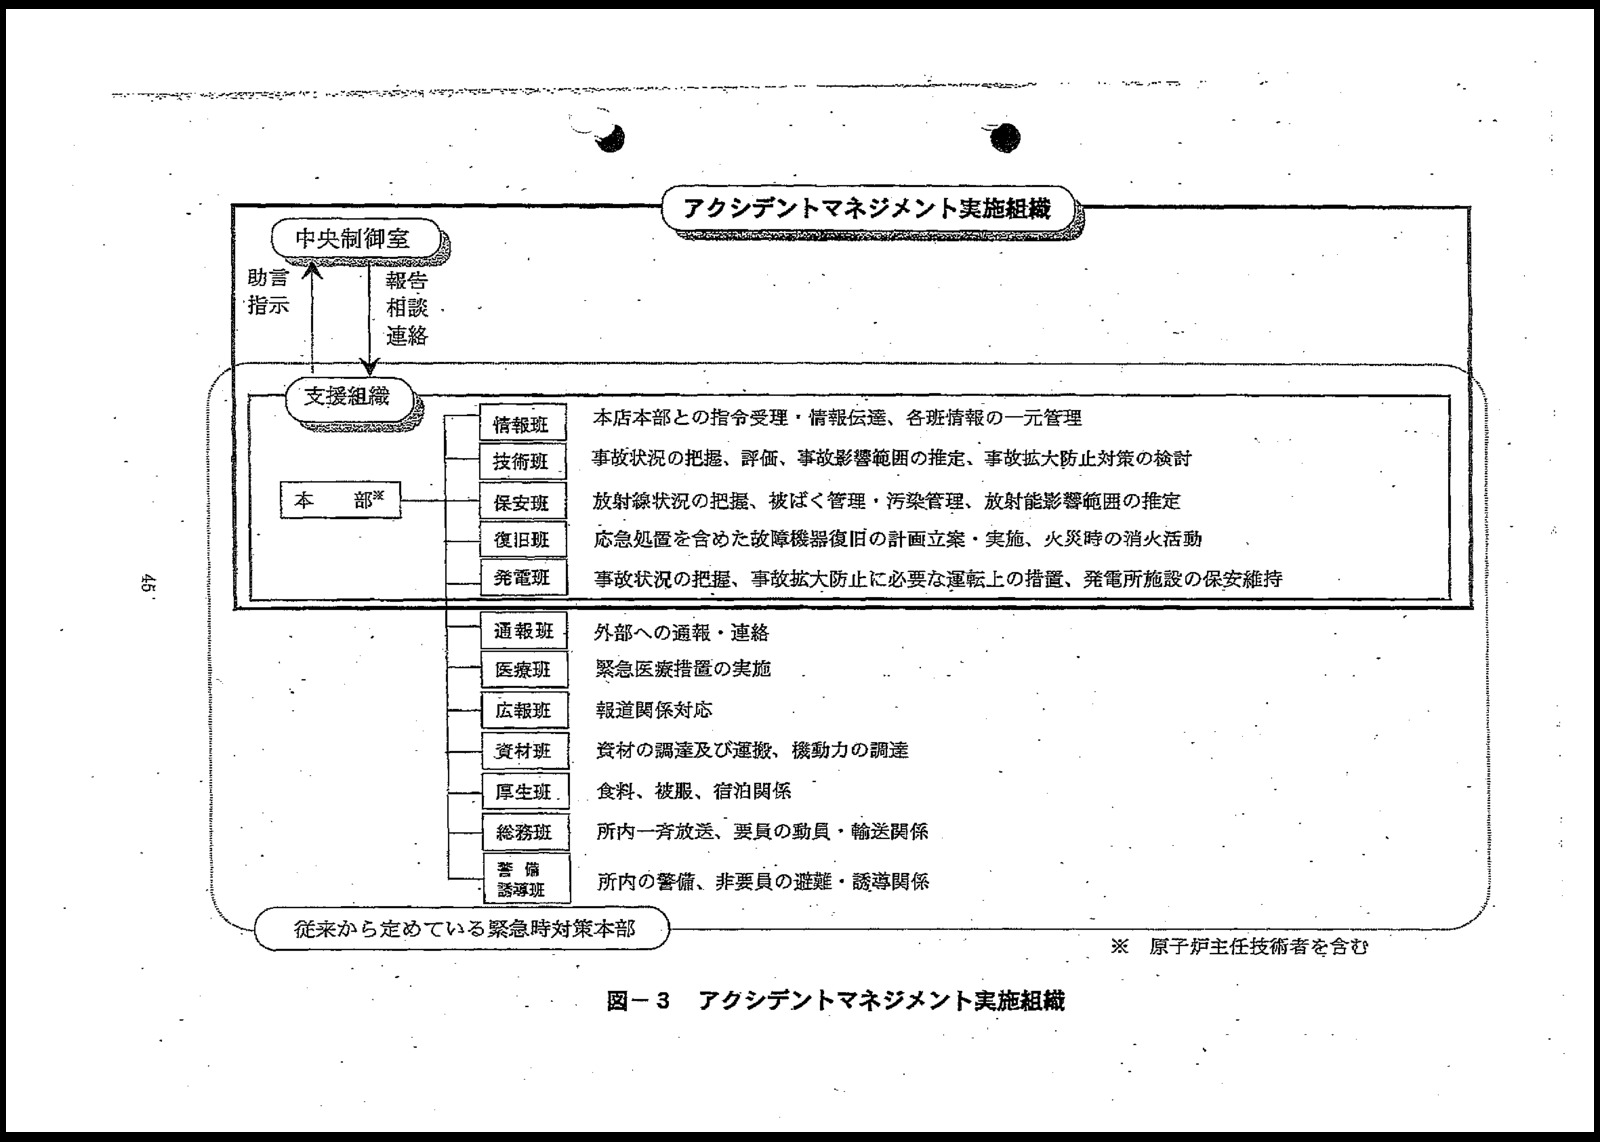 アクシデントマネジメント実施組織
中央制御室
助言
指示
報告
相談
連絡
支援組織
本　部※
情報班　本店本部との指令受理・情報伝達、各班情報の一元管理
技術班　事故状況の把握、評価、事故影響範囲の推定、事故拡大防止対策の検討
保安班　放射線状況の把握、被ばく管理・汚染管理、放射能影響範囲の推定
復旧班　応急処置を含めた故障機器復旧の計画立案・実施、火災時の消火活動
発電班　事故状況の把握、事故拡大防止に必要な運転上の措置、発電所施設の保安維持
通報班　外部への通報・連絡
医療班　緊急医療措置の実施
広報班　報道関係対応
資材班　資材の調達及び運搬、機動力の調達
厚生班　食料、被服、宿泊関係
総務班　所内一斉放送、要員の動員・輸送関係
警備
誘導班　所内の警備、非要員の避難・誘導関係
従来から定めている緊急時対策本部
※　原子炉主任技術者を含む
図－３　アクシデントマネジメント実施組織
45